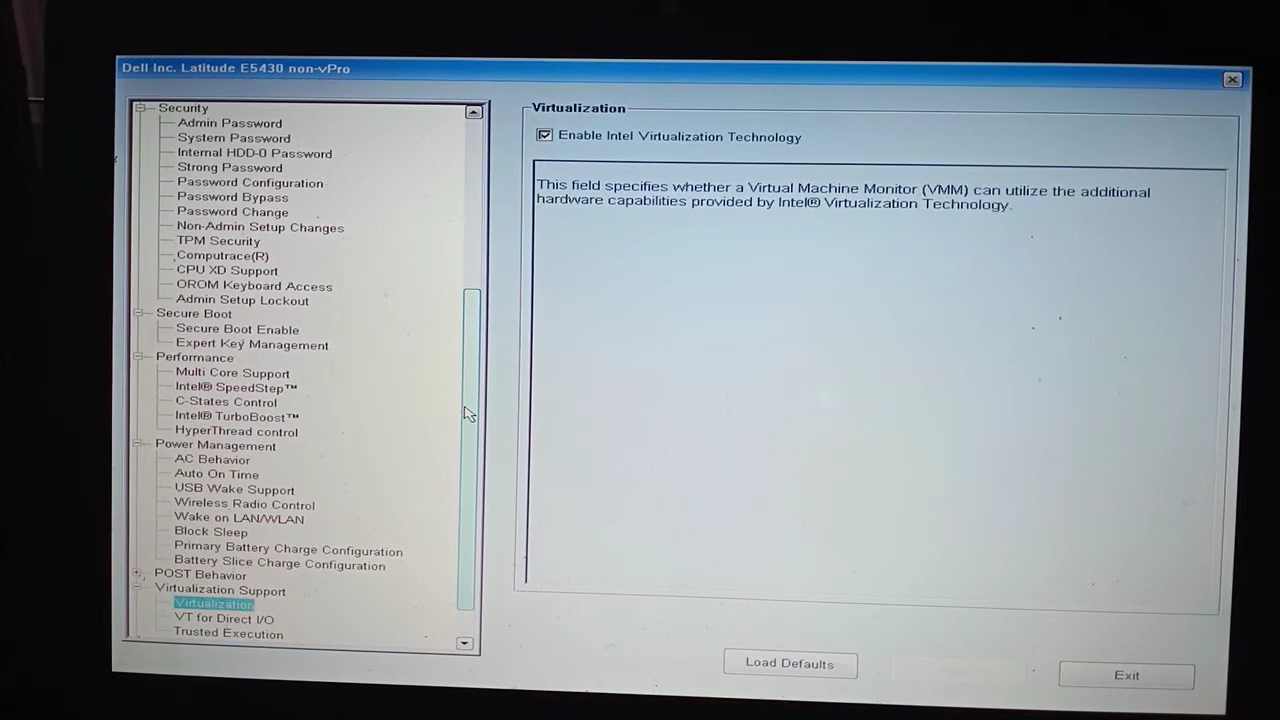 Dell Inc. Latitude E5430 non-vPro
Security
Admin Password
System Password
Internal HDD-0 Password
Strong Password
Password Configuration
Password Bypass
Password Change
Non-Admin Setup Changes
TPM Security
Computrace(R)
CPU XD Support
OROM Keyboard Access
Admin Setup Lockout
Secure Boot
Secure Boot Enable
Expert Key Management
Performance
Multi Core Support
Intel® SpeedStep™
C-States Control
Intel® TurboBoost™
HyperThread control
Power Management
AC Behavior
Auto On Time
USB Wake Support
Wireless Radio Control
Wake on LAN/WLAN
Block Sleep
Primary Battery Charge Configuration
Battery Slice Charge Configuration
POST Behavior
Virtualization Support
Virtualization
VT for Direct I/O
Trusted Execution
Virtualization
Enable Intel Virtualization Technology
This field specifies whether a Virtual Machine Monitor (VMM) can utilize the additional
hardware capabilities provided by Intel® Virtualization Technology.
Load Defaults
Exit